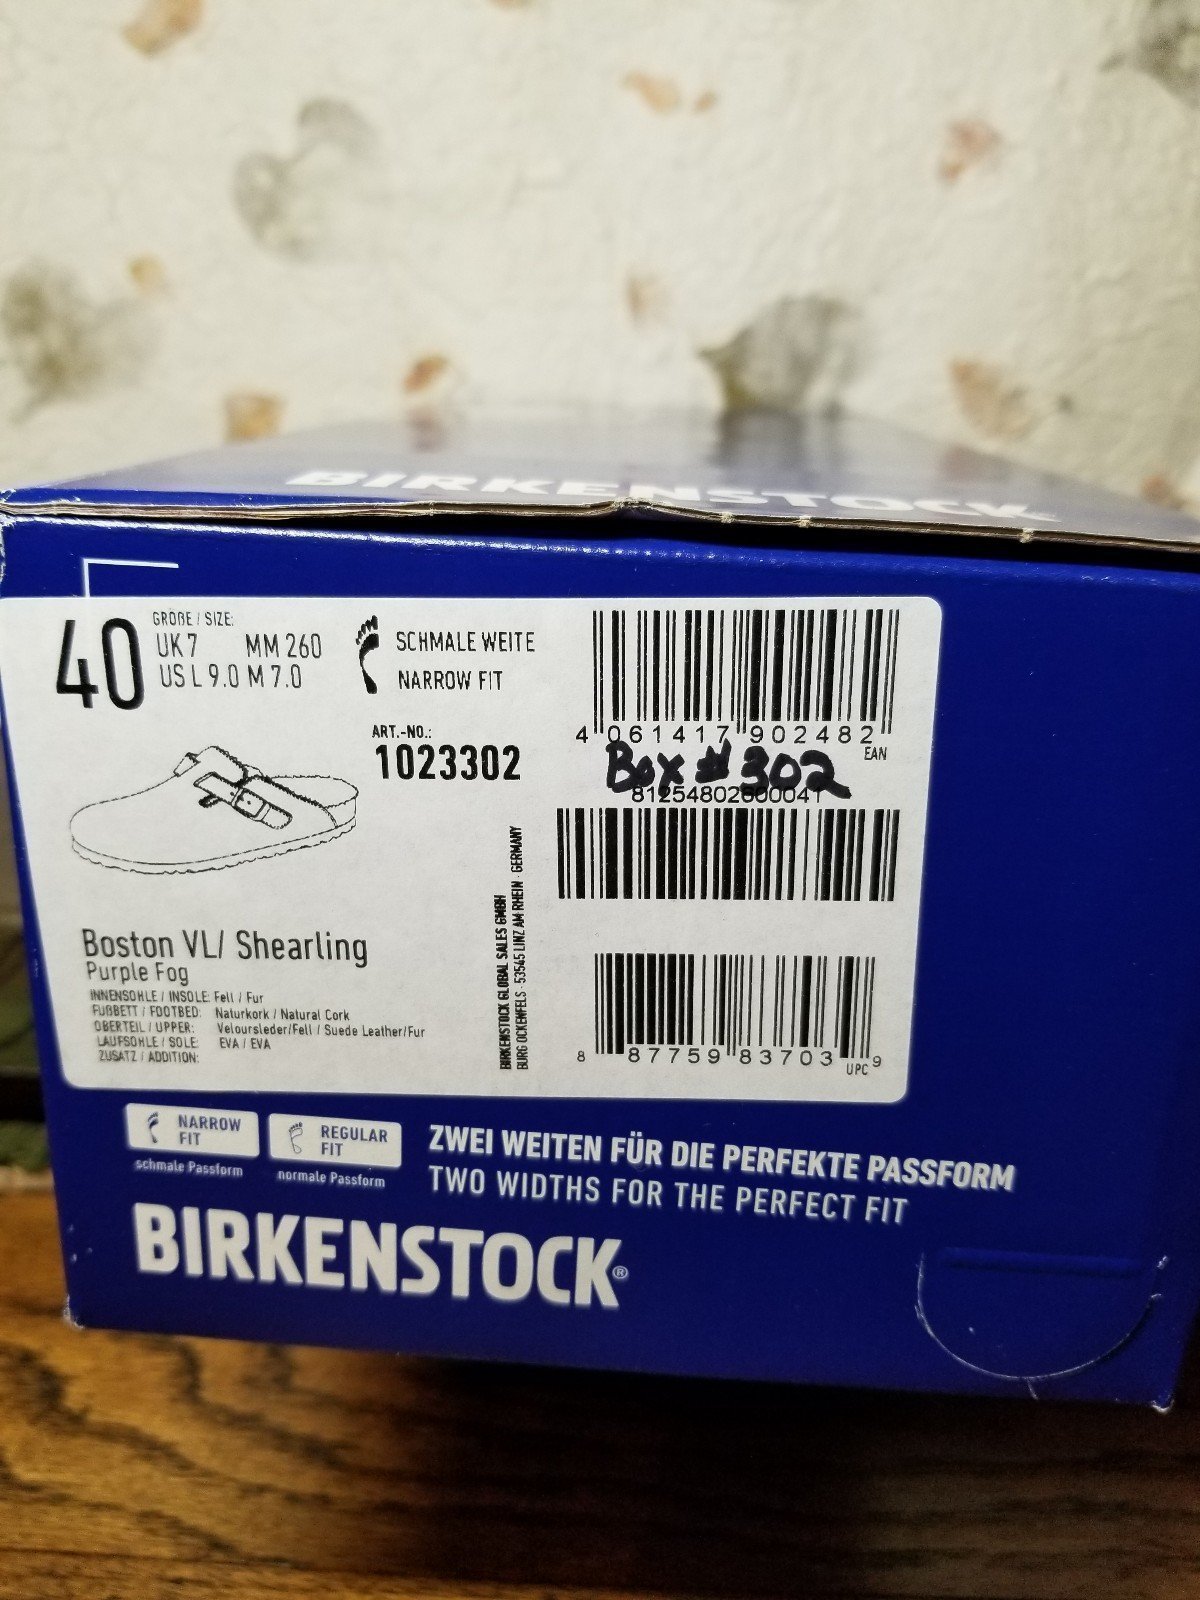 BIRKENSTOCK
40
GRÖßE / SIZE:
UK 7 MM 260
US L 9.0 M 7.0
SCHMALE WEITE
NARROW FIT
ART.-NO.:
1023302
4 061417 902482
EAN
Box #302
81254802800041
Boston VL/ Shearling
Purple Fog
INNENSOHLE / INSOLE: Fell / Fur
FUßBETT / FOOTBED: Naturkork / Natural Cork
OBERTEIL / UPPER: Veloursleder/Fell / Suede Leather/Fur
LAUFSOHLE / SOLE: EVA / EVA
ZUSATZ / ADDITION:
BIRKENSTOCK GLOBAL SALES GMBH
BURG OCKENFELS · 53545 LINZ AM RHEIN · GERMANY
8 87759 83703 9
UPC
NARROW
FIT
schmale Passform
REGULAR
FIT
normale Passform
ZWEI WEITEN FÜR DIE PERFEKTE PASSFORM
TWO WIDTHS FOR THE PERFECT FIT
BIRKENSTOCK®